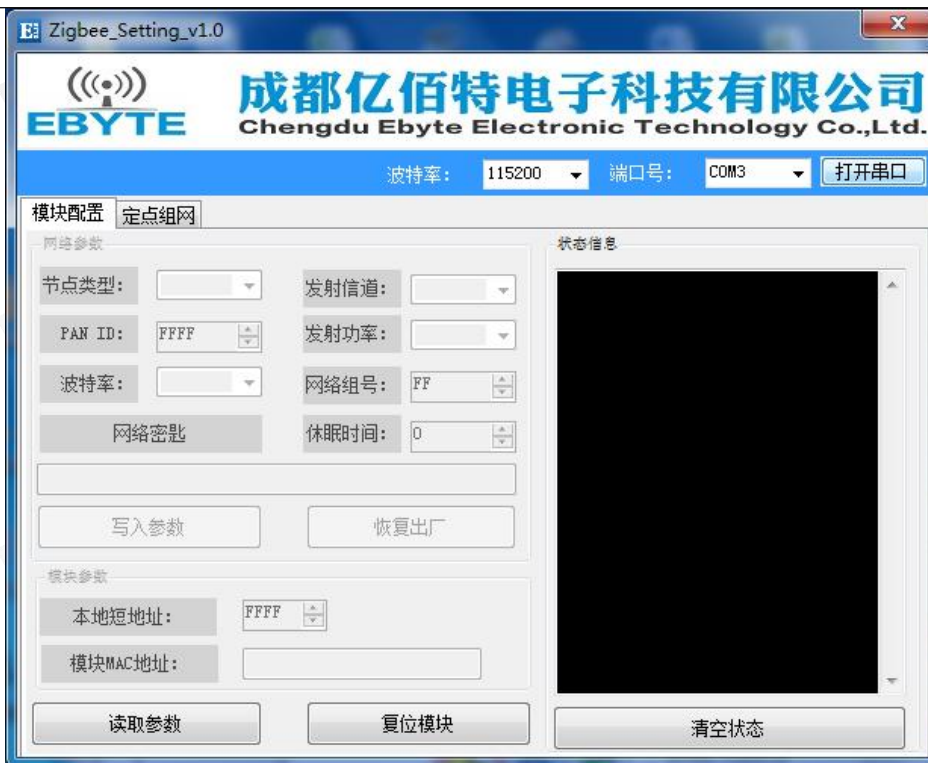 Zigbee_Setting_v1.0
EBYTE
成都亿佰特电子科技有限公司
Chengdu Ebyte Electronic Technology Co.,Ltd.
波特率: 115200 端口号: COM3 打开串口
模块配置 定点组网
网络参数
节点类型: 发射信道:
PAN ID: FFFF 发射功率:
波特率: 网络组号: FF
网络密匙 休眠时间: 0
写入参数 恢复出厂
模块参数
本地短地址: FFFF
模块MAC地址:
读取参数 复位模块
状态信息
清空状态